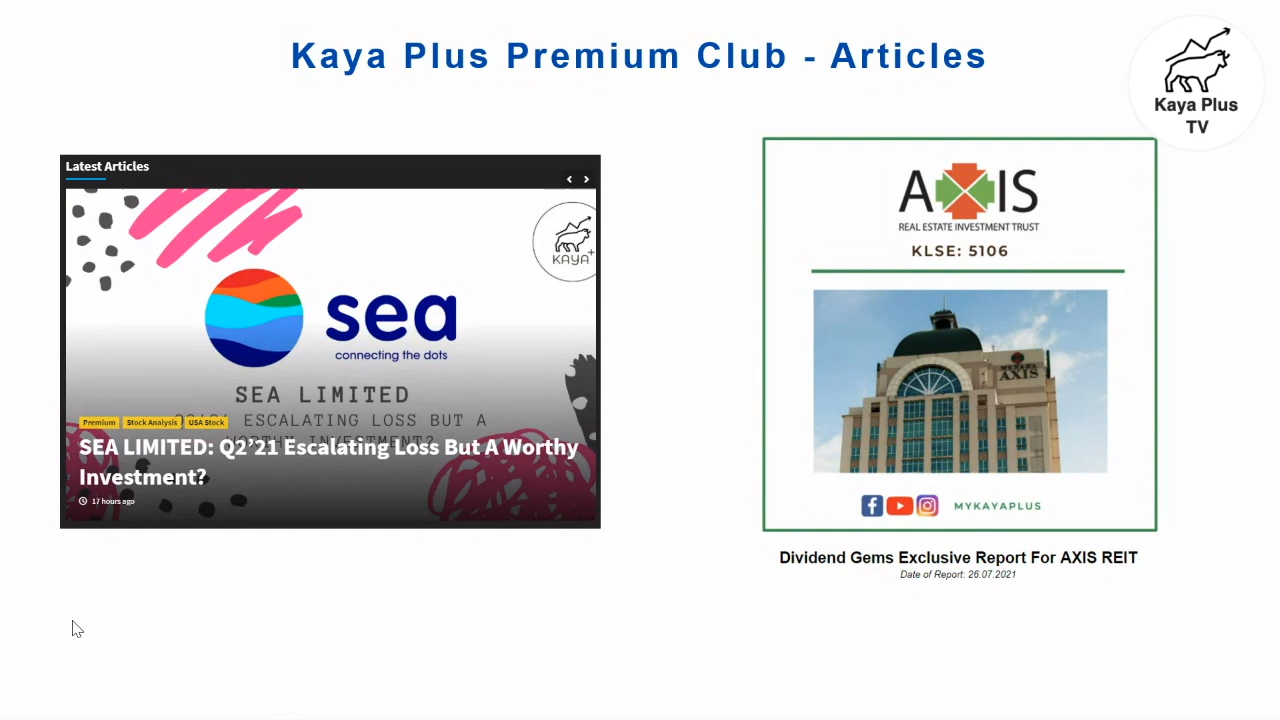 Kaya Plus Premium Club - Articles
Kaya Plus
TV
Latest Articles
KAYA+
sea
connecting the dots
SEA LIMITED
ESCALATING LOSS BUT A
WORTHY INVESTMENT?
Premium Stock Analysis USA Stock
SEA LIMITED: Q2’21 Escalating Loss But A Worthy
Investment?
17 hours ago
AXIS
REAL ESTATE INVESTMENT TRUST
KLSE: 5106
MENARA
AXIS
MYKAYAPLUS
Dividend Gems Exclusive Report For AXIS REIT
Date of Report: 26.07.2021